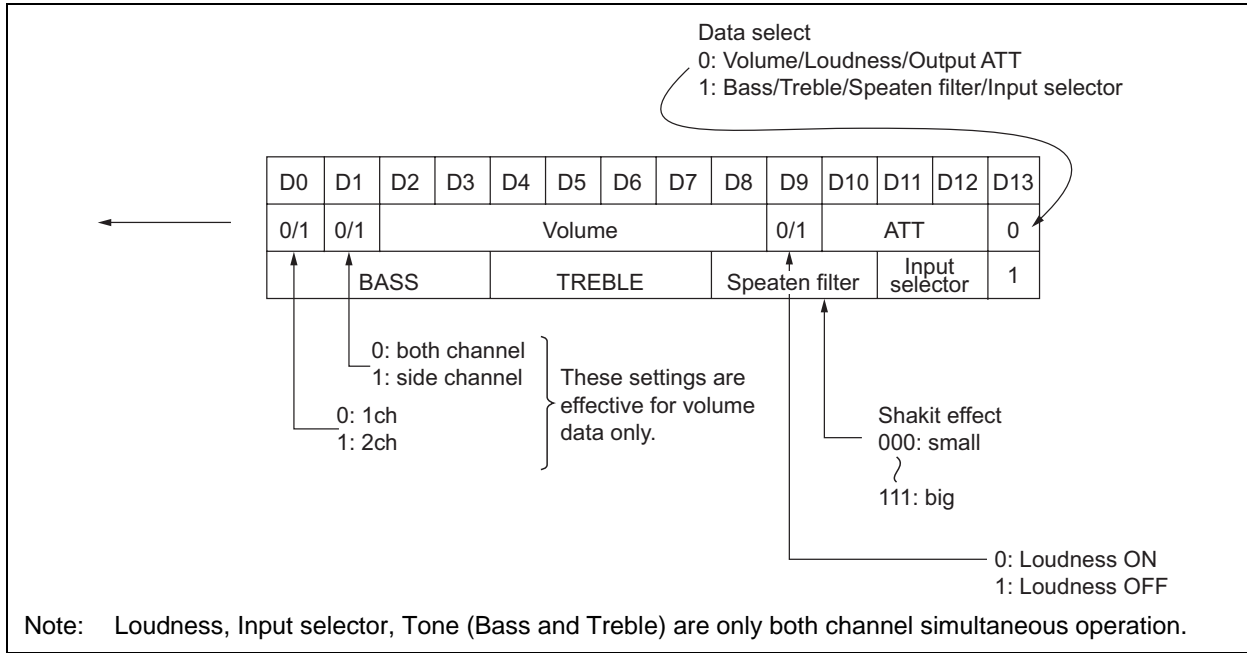 Data select
0: Volume/Loudness/Output ATT
1: Bass/Treble/Speaten filter/Input selector
D0 D1 D2 D3 D4 D5 D6 D7 D8 D9 D10 D11 D12 D13
0/1 0/1 Volume 0/1 ATT 0
BASS TREBLE Speaten filter Input selector 1
0: both channel
1: side channel
0: 1ch
1: 2ch
These settings are
effective for volume
data only.
Shakit effect
000: small
111: big
0: Loudness ON
1: Loudness OFF
Note: Loudness, Input selector, Tone (Bass and Treble) are only both channel simultaneous operation.